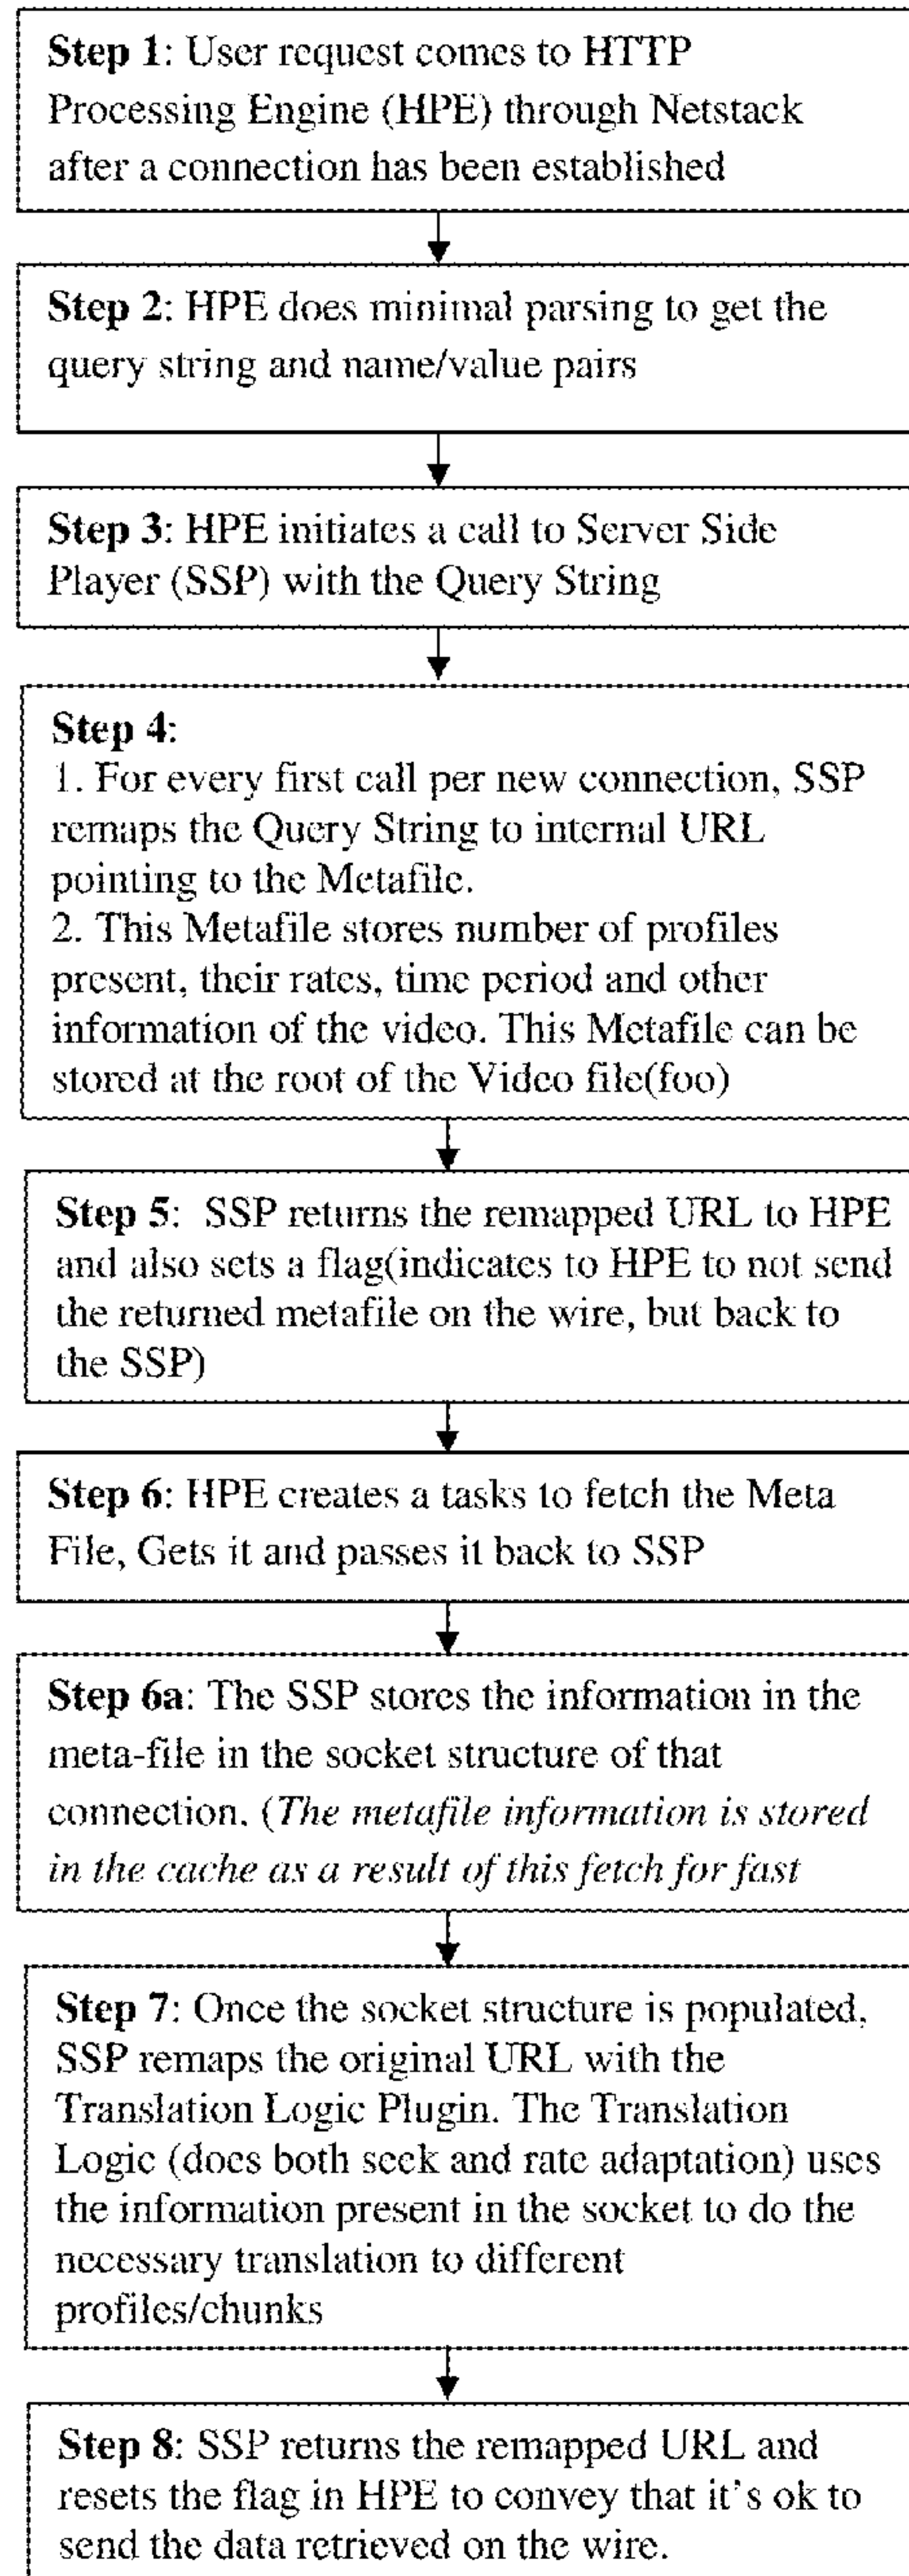 Step 1: User request comes to HTTP
Processing Engine (HPE) through Netstack
after a connection has been established
Step 2: HPE does minimal parsing to get the
query string and name/value pairs
Step 3: HPE initiates a call to Server Side
Player (SSP) with the Query String
Step 4:
1. For every first call per new connection, SSP
remaps the Query String to internal URL
pointing to the Metafile.
2. This Metafile stores number of profiles
present, their rates, time period and other
information of the video. This Metafile can be
stored at the root of the Video file(foo)
Step 5: SSP returns the remapped URL to HPE
and also sets a flag(indicates to HPE to not send
the returned metafile on the wire, but back to
the SSP)
Step 6: HPE creates a tasks to fetch the Meta
File, Gets it and passes it back to SSP
Step 6a: The SSP stores the information in the
meta-file in the socket structure of that
connection. (The metafile information is stored
in the cache as a result of this fetch for fast
Step 7: Once the socket structure is populated,
SSP remaps the original URL with the
Translation Logic Plugin. The Translation
Logic (does both seek and rate adaptation) uses
the information present in the socket to do the
necessary translation to different
profiles/chunks
Step 8: SSP returns the remapped URL and
resets the flag in HPE to convey that it's ok to
send the data retrieved on the wire.